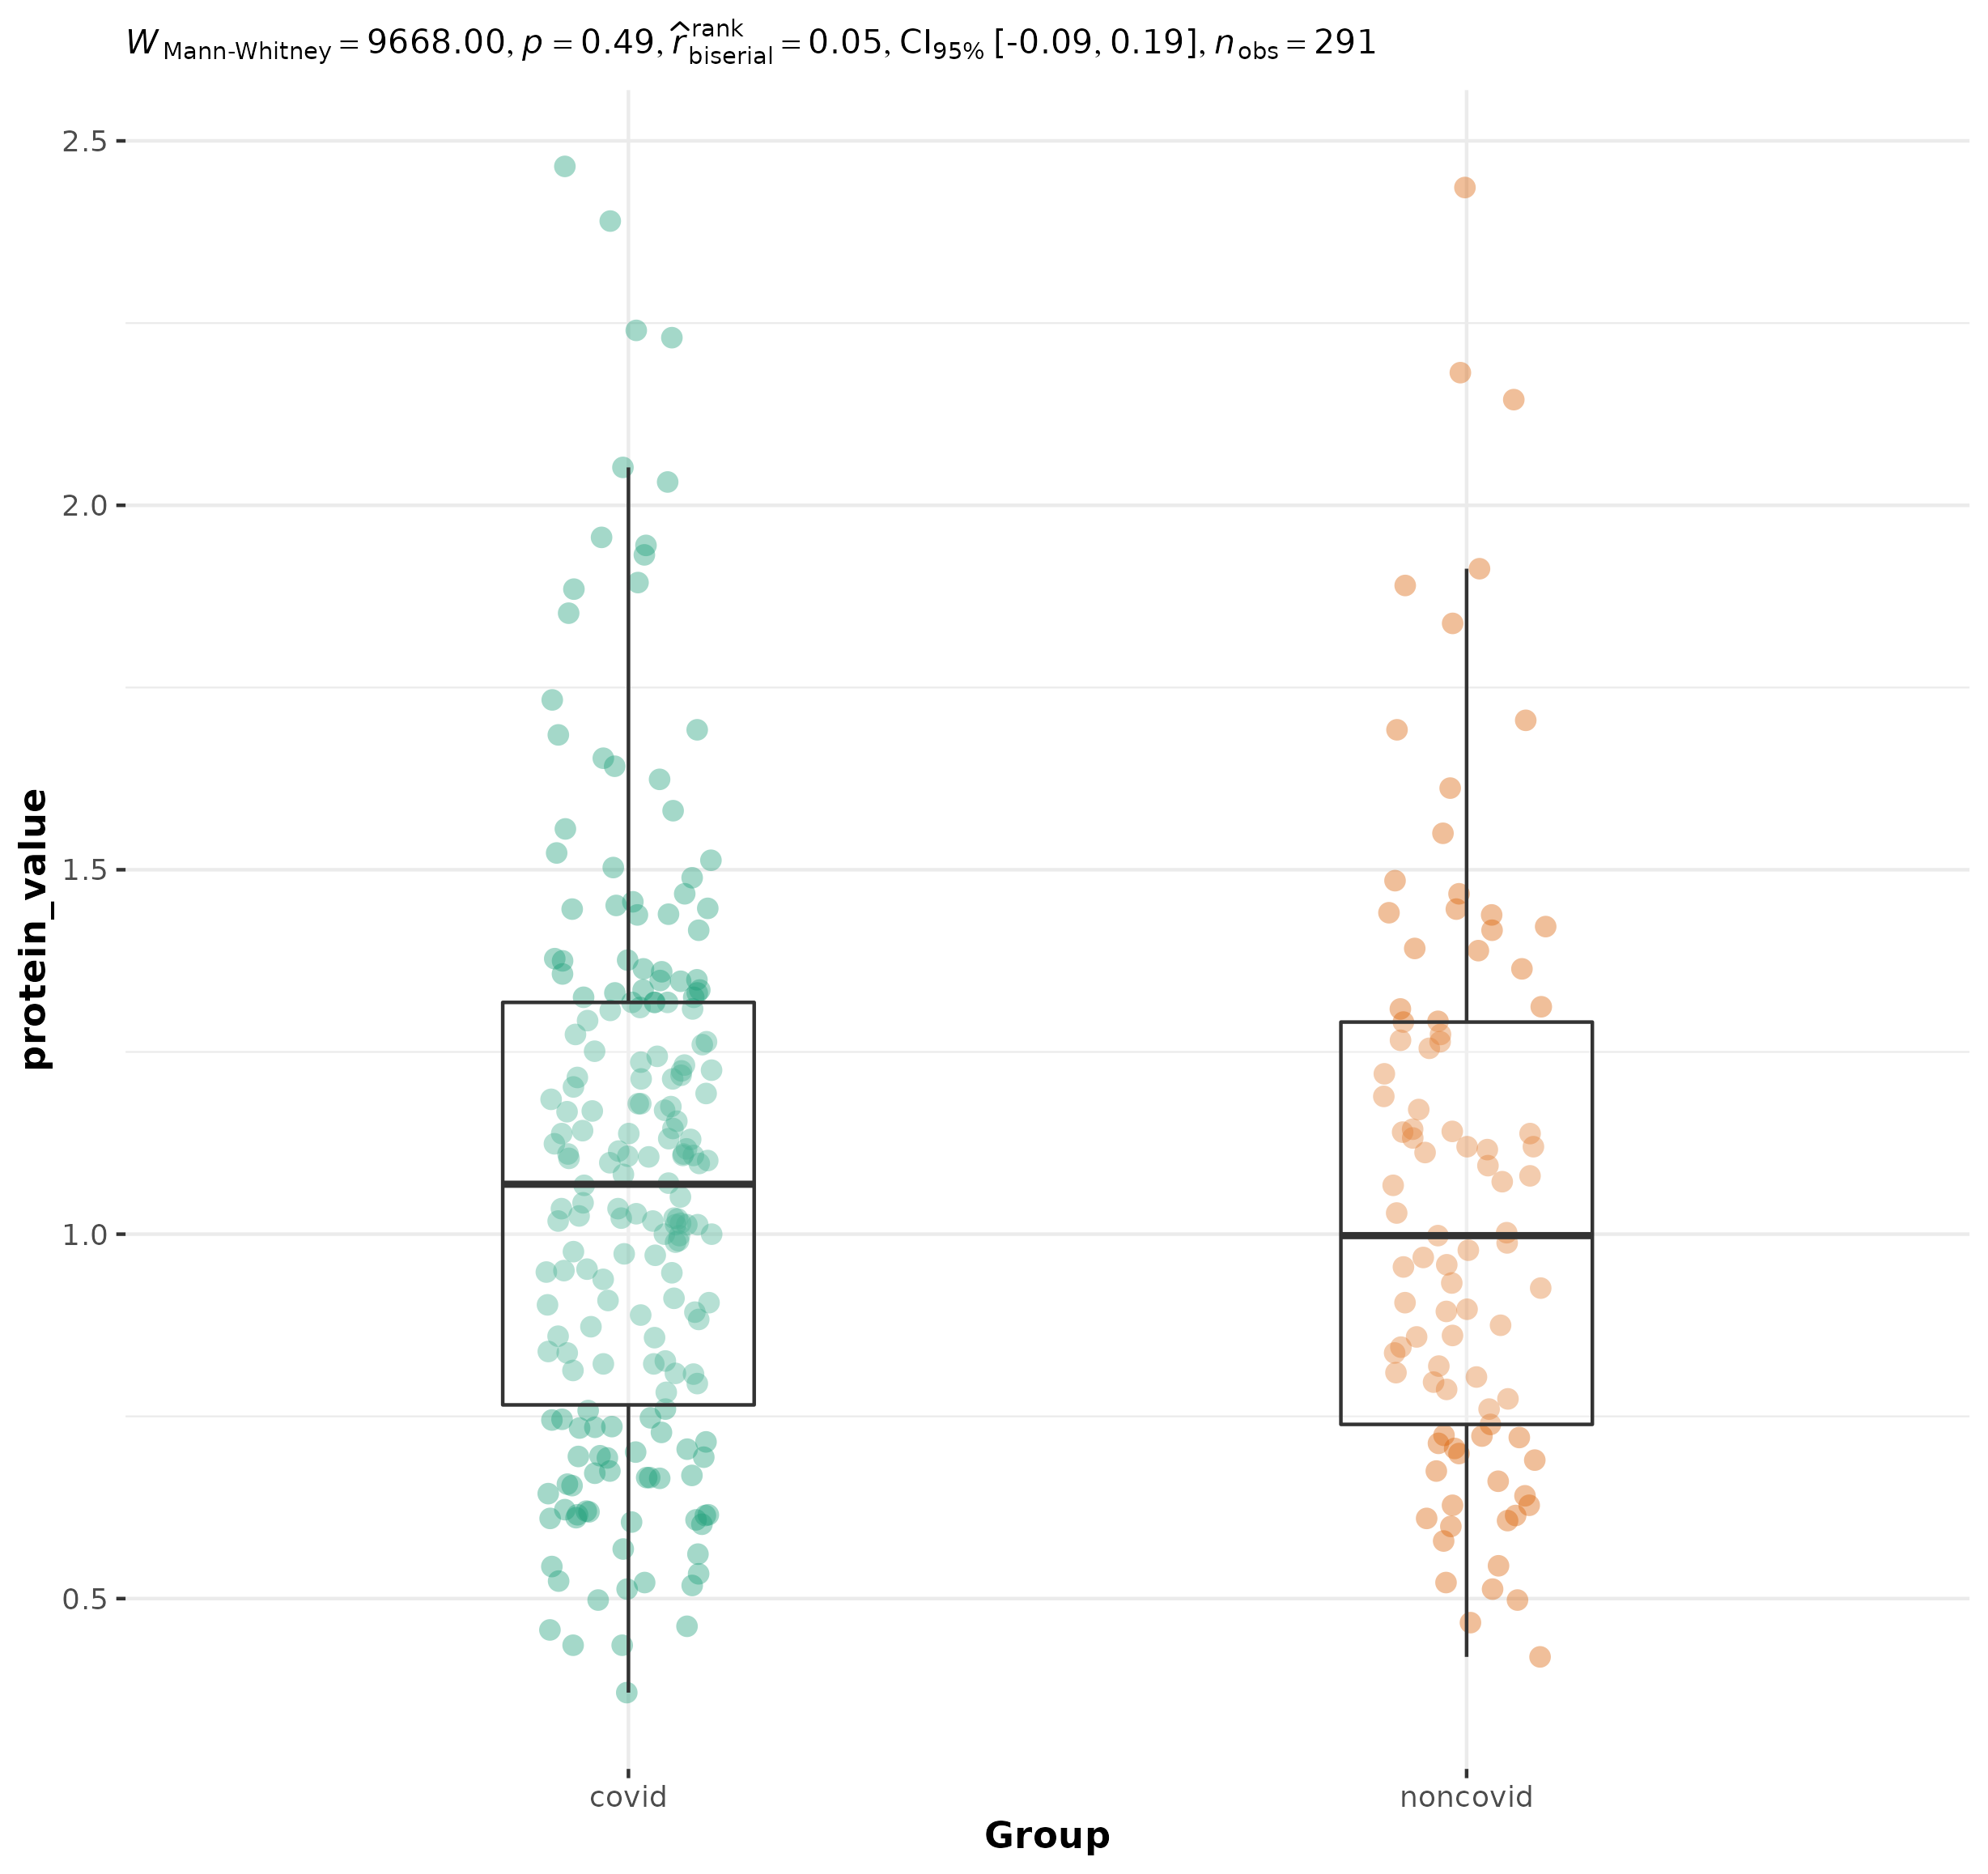 W Mann-Whitney = 9668.00, p = 0.49, r̂ rank biserial = 0.05, CI95% [-0.09, 0.19], n obs = 291
2.5
2.0
1.5
1.0
0.5
protein_value
covid noncovid
Group